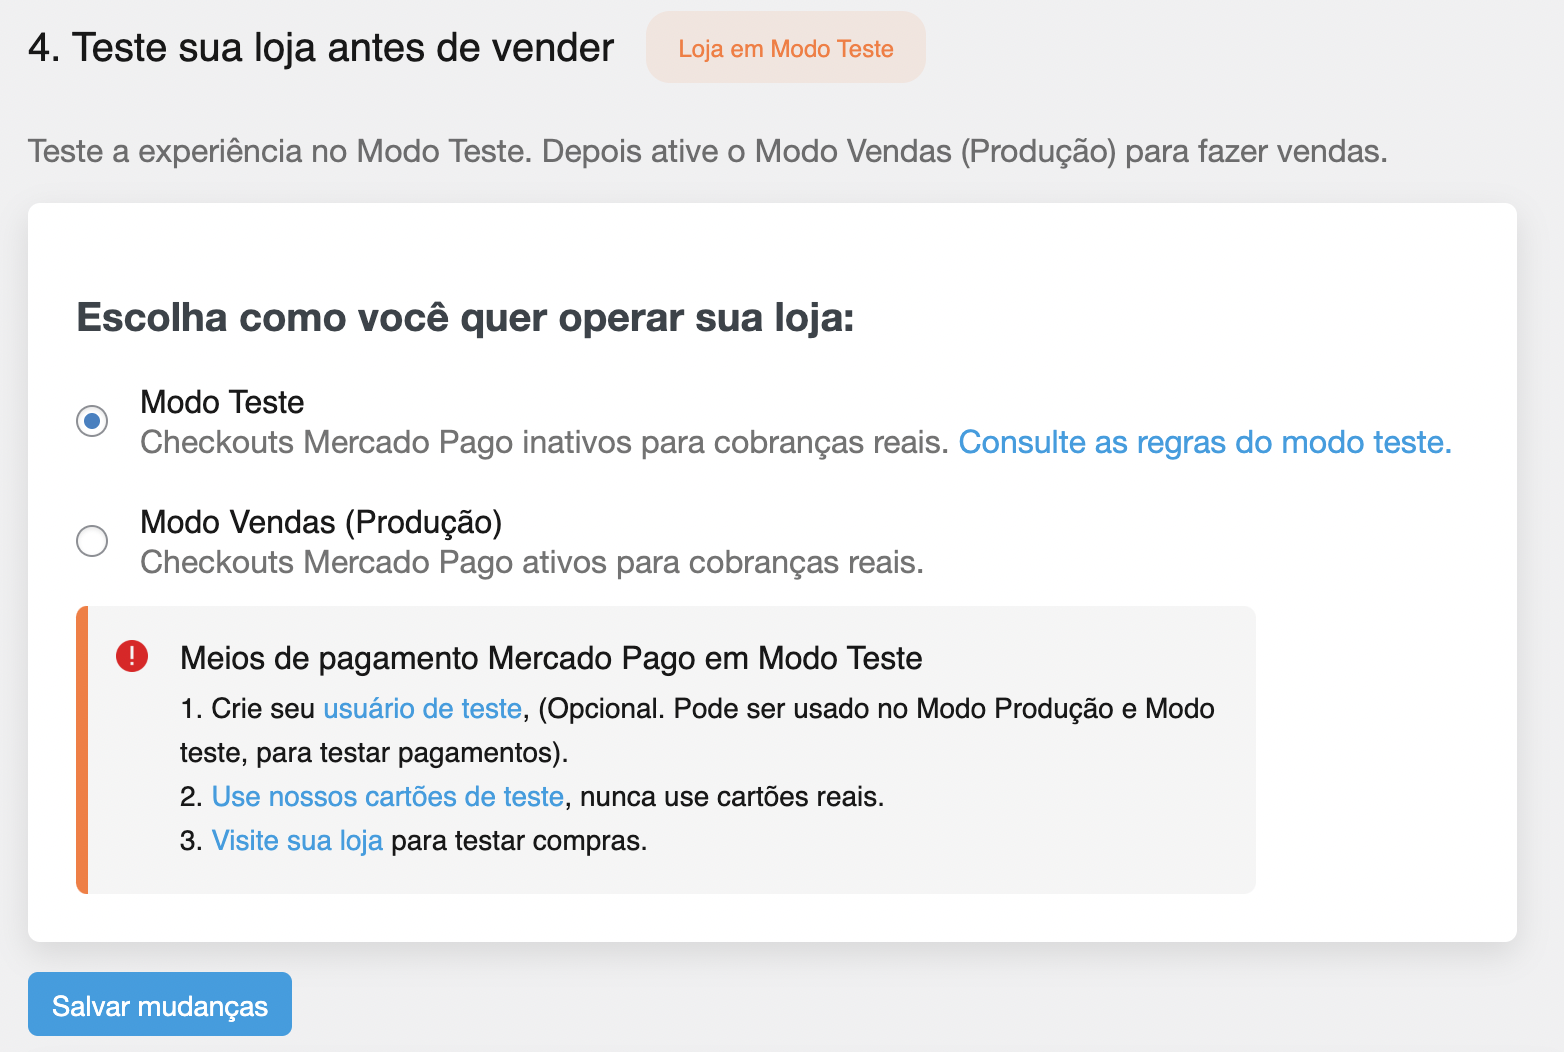 4. Teste sua loja antes de vender
Loja em Modo Teste
Teste a experiência no Modo Teste. Depois ative o Modo Vendas (Produção) para fazer vendas.
Escolha como você quer operar sua loja:
Modo Teste
Checkouts Mercado Pago inativos para cobranças reais. Consulte as regras do modo teste.
Modo Vendas (Produção)
Checkouts Mercado Pago ativos para cobranças reais.
Meios de pagamento Mercado Pago em Modo Teste
1. Crie seu usuário de teste, (Opcional. Pode ser usado no Modo Produção e Modo
teste, para testar pagamentos).
2. Use nossos cartões de teste, nunca use cartões reais.
3. Visite sua loja para testar compras.
Salvar mudanças